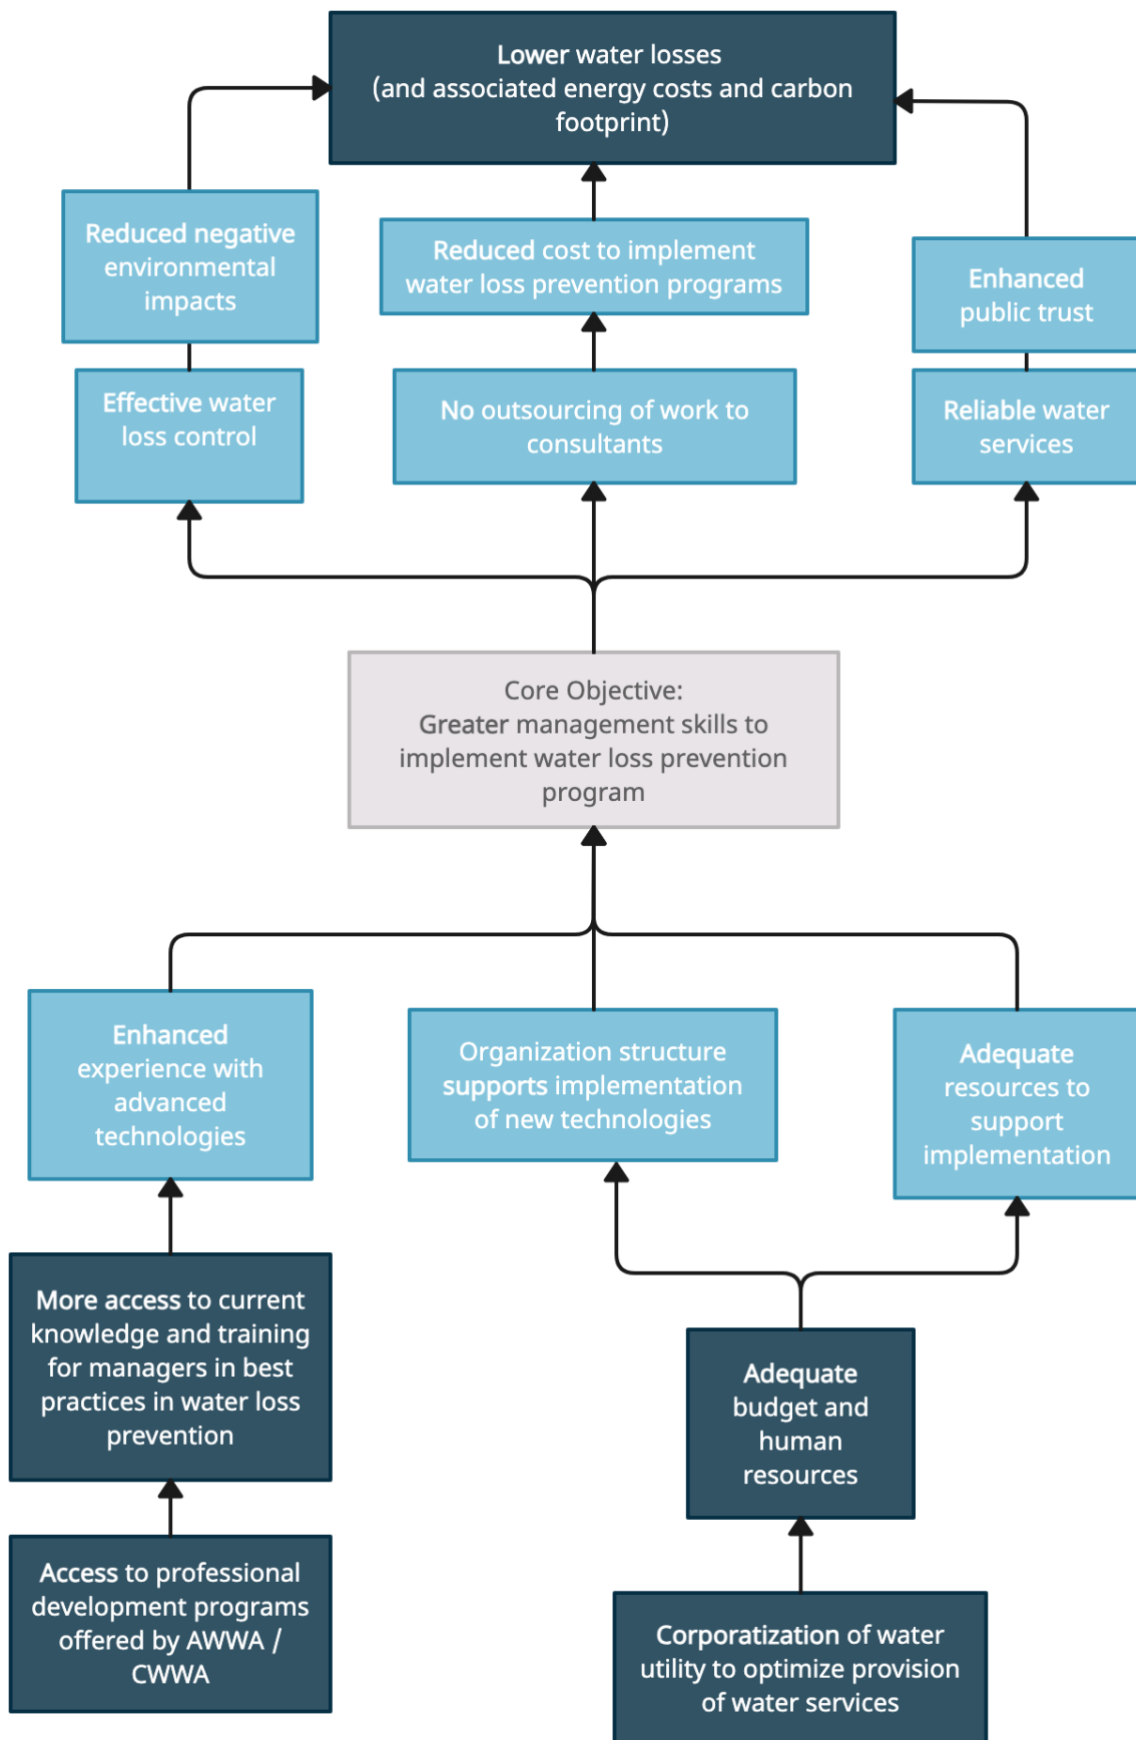 Lower water losses
(and associated energy costs and carbon
footprint)
Reduced negative
environmental
impacts
Reduced cost to implement
water loss prevention programs
Enhanced
public trust
Effective water
loss control
No outsourcing of work to
consultants
Reliable water
services
Core Objective:
Greater management skills to
implement water loss prevention
program
Enhanced
experience with
advanced
technologies
Organization structure
supports implementation
of new technologies
Adequate
resources to
support
implementation
More access to current
knowledge and training
for managers in best
practices in water loss
prevention
Adequate
budget and
human
resources
Access to professional
development programs
offered by AWWA /
CWWA
Corporatization of water
utility to optimize provision
of water services